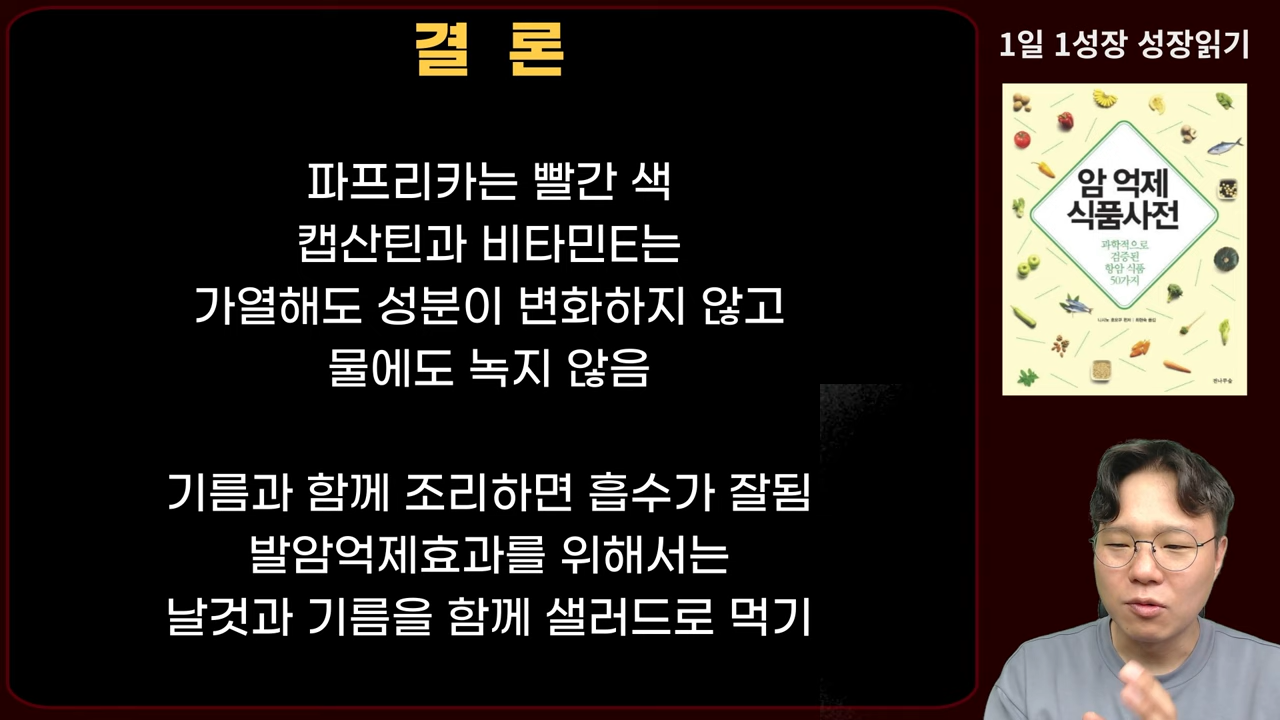 결 론
파프리카는 빨간 색
캡산틴과 비타민E는
가열해도 성분이 변화하지 않고
물에도 녹지 않음
기름과 함께 조리하면 흡수가 잘됨
발암억제효과를 위해서는
날것과 기름을 함께 샐러드로 먹기
1일 1성장 성장읽기
암 억제
식품사전
과학적으로
검증된
항암 식품
50가지